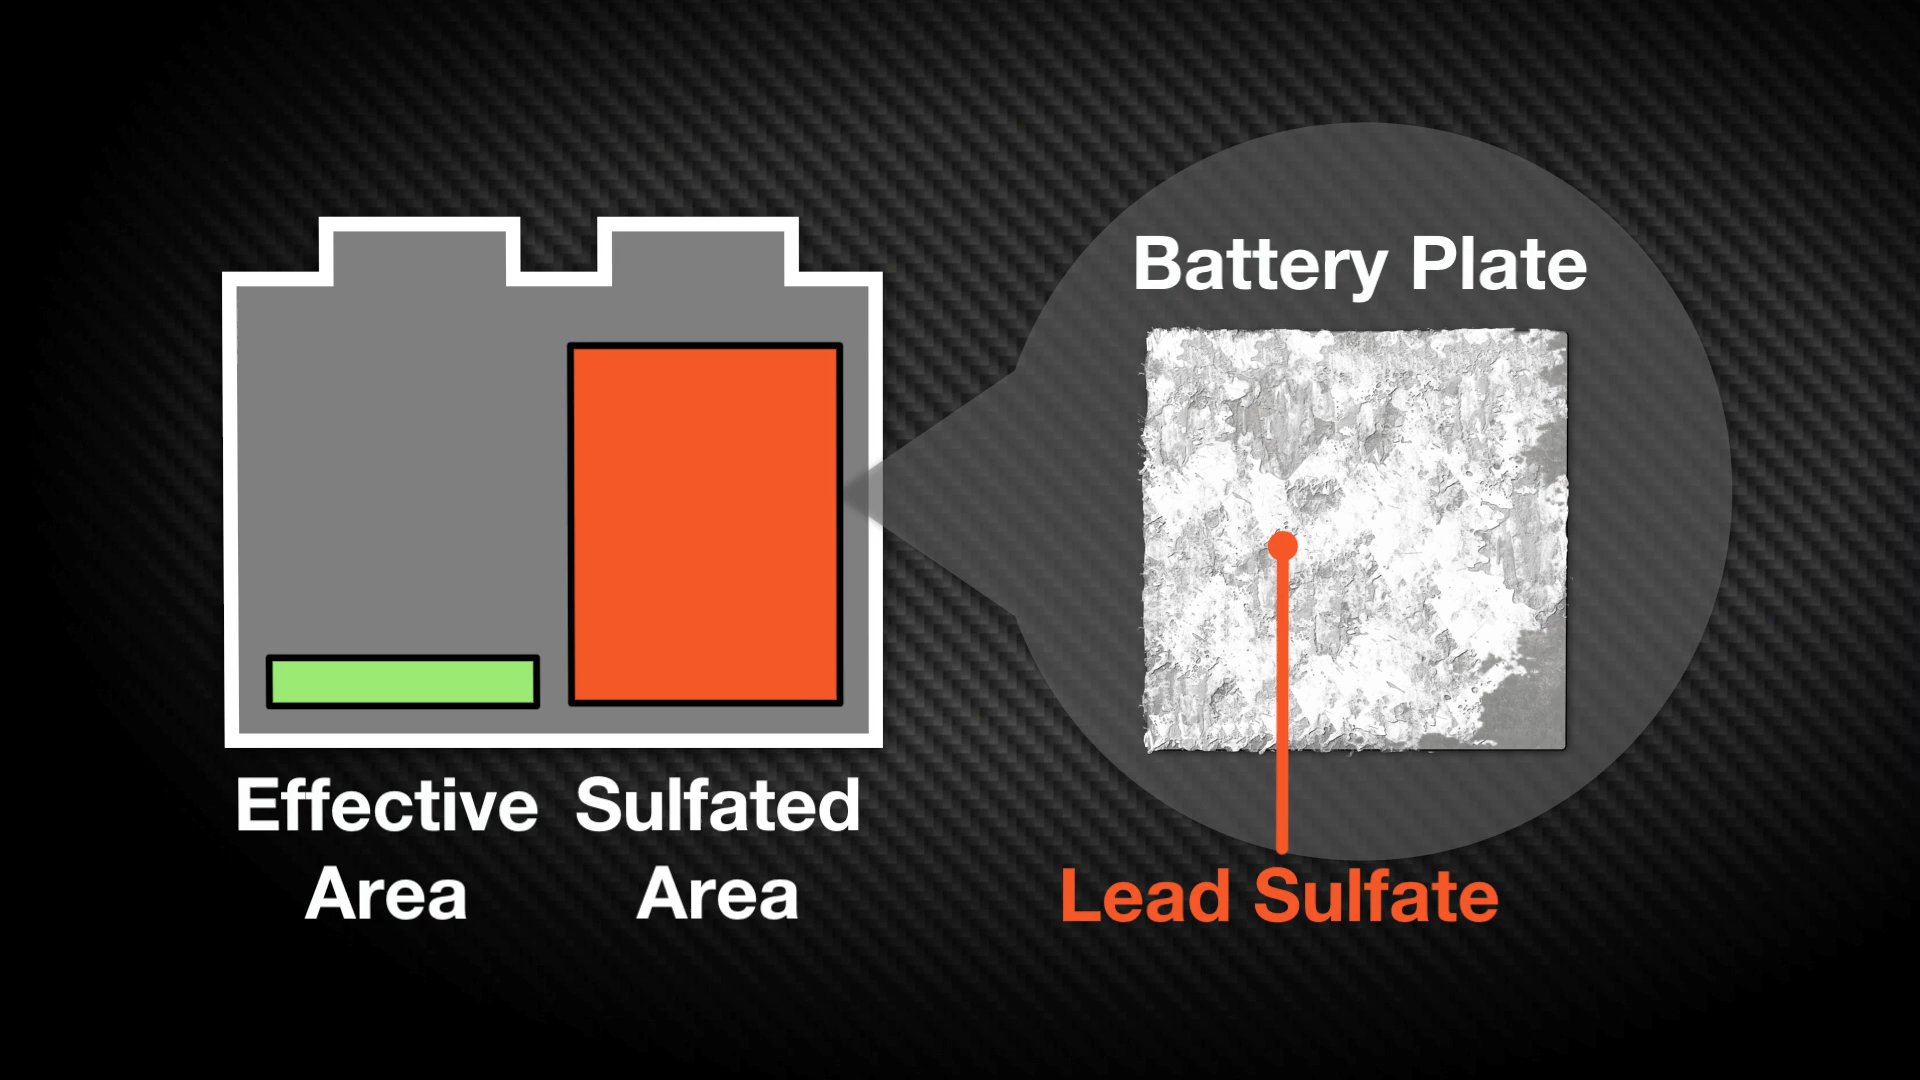 Battery Plate
Effective
Area
Sulfated
Area
Lead Sulfate